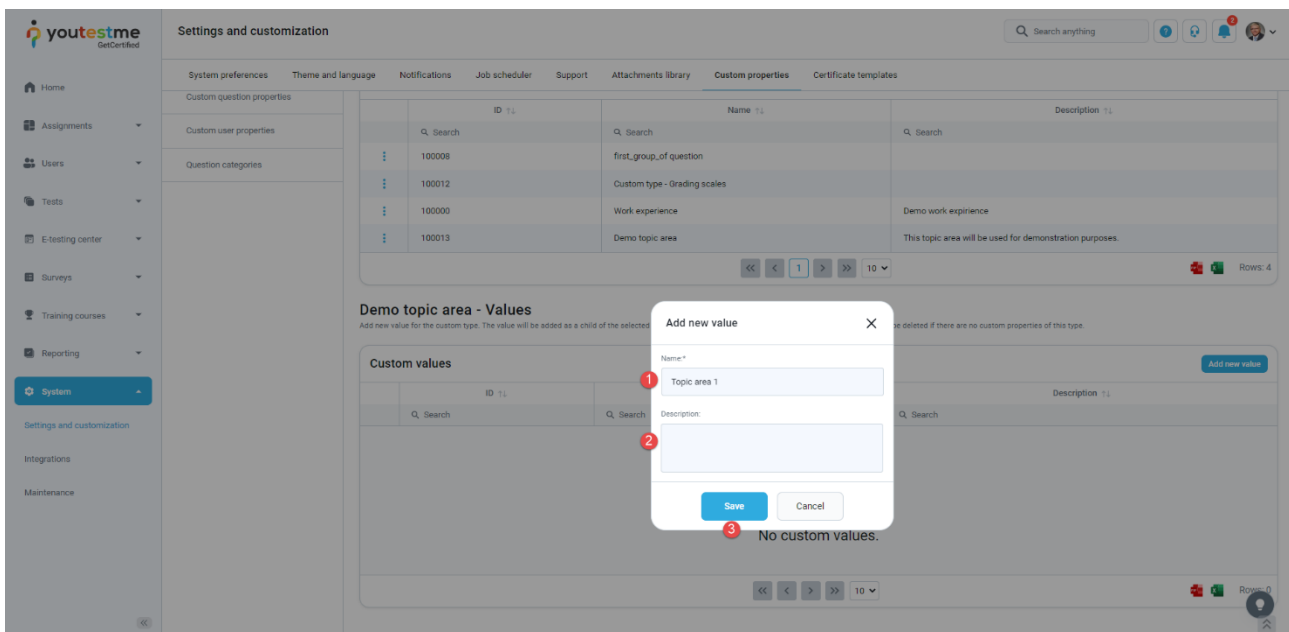 youtestme
GetCertified
Settings and customization
Search anything
2
System preferences Theme and language Notifications Job scheduler Support Attachments library Custom properties Certificate templates
Home
Assignments
Users
Tests
E-testing center
Surveys
Training courses
Reporting
System
Settings and customization
Integrations
Maintenance
Custom question properties
Custom user properties
Question categories
ID Name Description
Search Search Search
100008 first_group_of question
100012 Custom type - Grading scales
100000 Work experience Demo work expirience
100013 Demo topic area This topic area will be used for demonstration purposes.
1 10 Rows: 4
Demo topic area - Values
Add new value for the custom type. The value will be added as a child of the selected
be deleted if there are no custom properties of this type.
Custom values
Add new value
ID Description
Search Search Search
Add new value
Name:*
1 Topic area 1
Description:
2
Save Cancel
3
No custom values.
10 Rows: 0